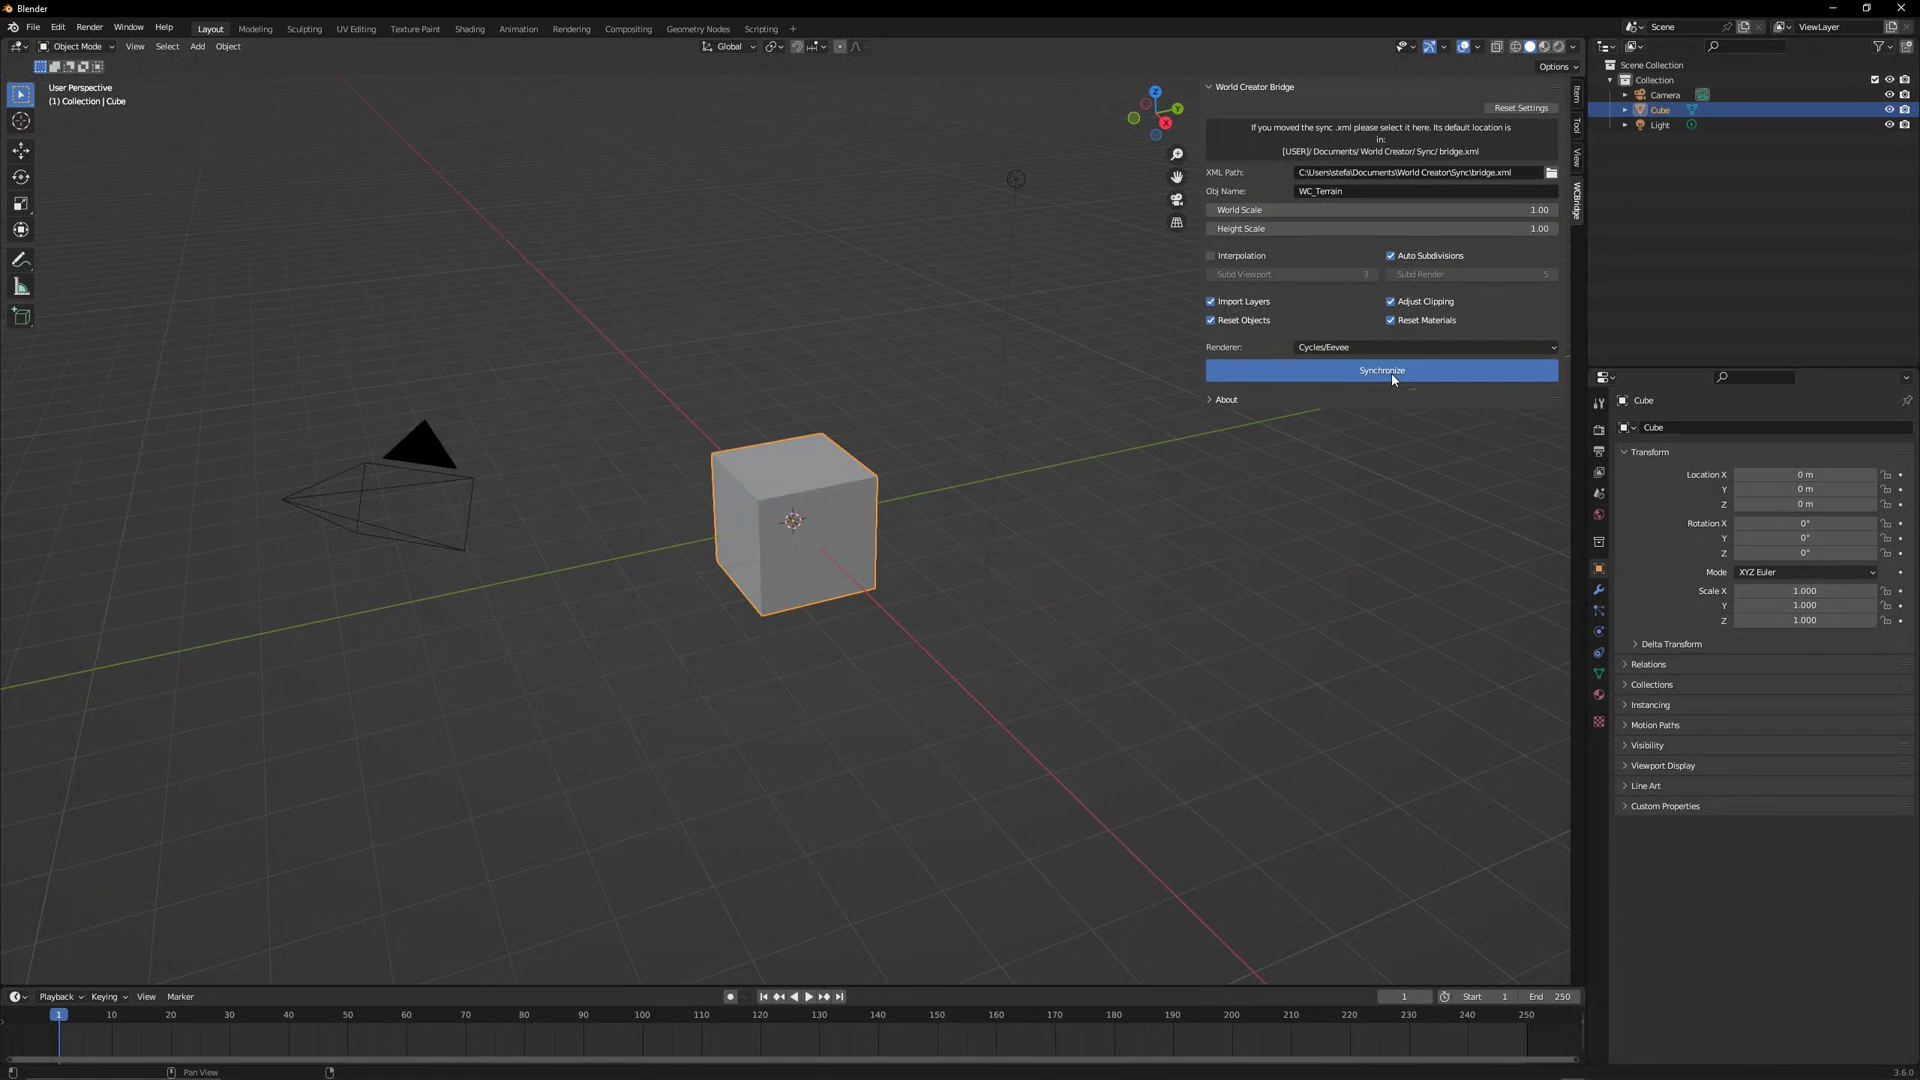 Blender
File Edit Render Window Help Layout Modeling Sculpting UV Editing Texture Paint Shading Animation Rendering Compositing Geometry Nodes Scripting + Scene ViewLayer
Object Mode View Select Add Object Global
Options
User Perspective
(1) Collection | Cube
Z
Y
X
World Creator Bridge
Reset Settings
If you moved the sync .xml please select it here. Its default location is
in:
[USER]/ Documents/ World Creator/ Sync/ bridge.xml
XML Path: C:\Users\stefa\Documents\World Creator\Sync\bridge.xml
Obj Name: WC_Terrain
World Scale 1.00
Height Scale 1.00
Interpolation Auto Subdivisions
Subd Viewport 3 Subd Render 5
Import Layers Adjust Clipping
Reset Objects Reset Materials
Renderer: Cycles/Eevee
Synchronize
About
Item
Tool
View
WCBridge
Scene Collection
Collection
Camera
Cube
Light
Cube
Cube
Transform
Location X 0 m
Y 0 m
Z 0 m
Rotation X 0°
Y 0°
Z 0°
Mode XYZ Euler
Scale X 1.000
Y 1.000
Z 1.000
Delta Transform
Relations
Collections
Instancing
Motion Paths
Visibility
Viewport Display
Line Art
Custom Properties
Playback Keying View Marker 1 Start 1 End 250
1 10 20 30 40 50 60 70 80 90 100 110 120 130 140 150 160 170 180 190 200 210 220 230 240 250
Pan View 3.6.0